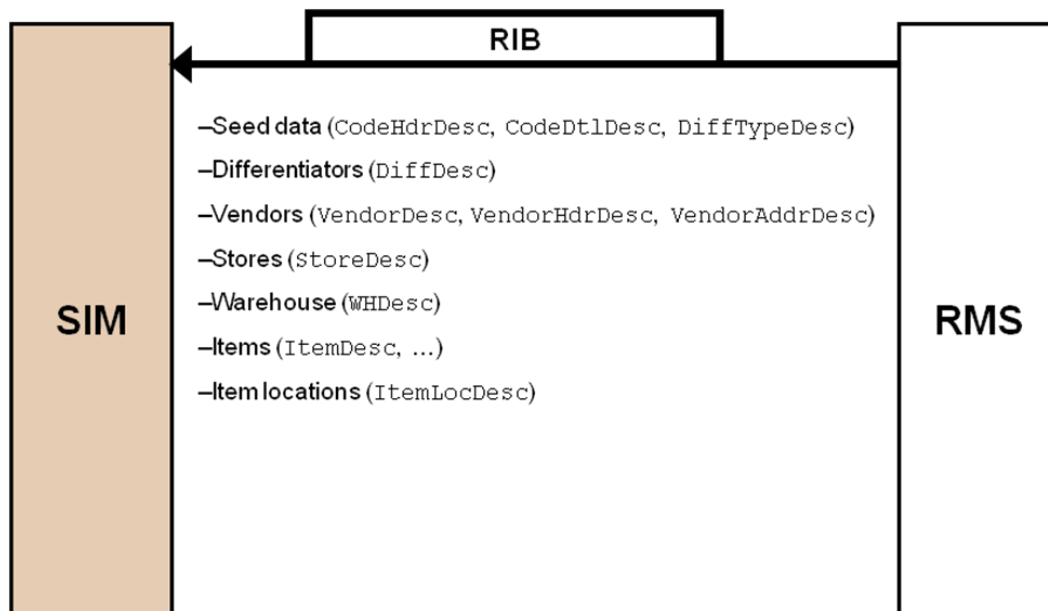 RIB
–Seed data (CodeHdrDesc, CodeDtlDesc, DiffTypeDesc)
–Differentiators (DiffDesc)
–Vendors (VendorDesc, VendorHdrDesc, VendorAddrDesc)
–Stores (StoreDesc)
–Warehouse (WHDesc)
SIM
RMS
–Items (ItemDesc, …)
–Item locations (ItemLocDesc)